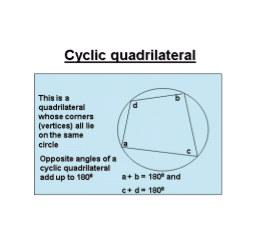 Cyclic quadrilateral
This is a
quadrilateral
whose corners
(vertices) all lie
on the same
circle
Opposite angles of a
cyclic quadrilateral
add up to 180º
d
b
a
c
a + b = 180º and
c + d = 180º